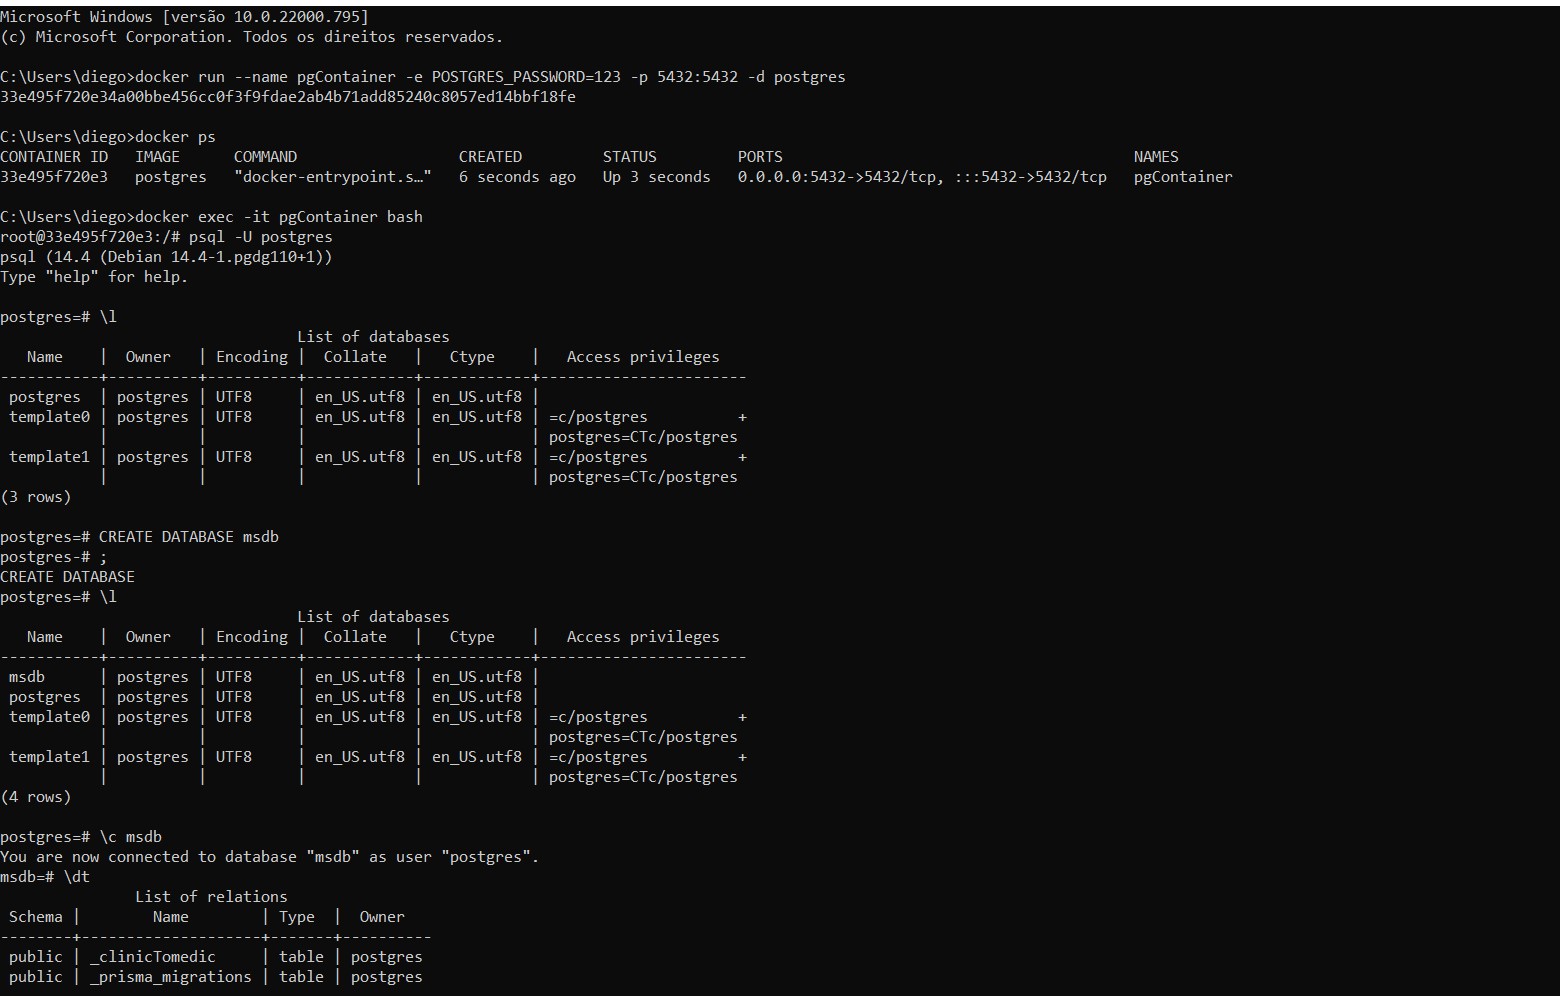 Microsoft Windows [versão 10.0.22000.795]
(c) Microsoft Corporation. Todos os direitos reservados.
C:\Users\diego>docker run --name pgContainer -e POSTGRES_PASSWORD=123 -p 5432:5432 -d postgres
33e495f720e34a00bbe456cc0f3f9fdae2ab4b71add85240c8057ed14bbf18fe
C:\Users\diego>docker ps
CONTAINER ID   IMAGE      COMMAND                  CREATED         STATUS         PORTS                                       NAMES
33e495f720e3   postgres   "docker-entrypoint.s…"   6 seconds ago   Up 3 seconds   0.0.0.0:5432->5432/tcp, :::5432->5432/tcp   pgContainer
C:\Users\diego>docker exec -it pgContainer bash
root@33e495f720e3:/# psql -U postgres
psql (14.4 (Debian 14.4-1.pgdg110+1))
Type "help" for help.
postgres=# \l
                                 List of databases
   Name    |  Owner   | Encoding |  Collate   |   Ctype    |   Access privileges
-----------+----------+----------+------------+------------+-----------------------
 postgres  | postgres | UTF8     | en_US.utf8 | en_US.utf8 |
 template0 | postgres | UTF8     | en_US.utf8 | en_US.utf8 | =c/postgres          +
           |          |          |            |            | postgres=CTc/postgres
 template1 | postgres | UTF8     | en_US.utf8 | en_US.utf8 | =c/postgres          +
           |          |          |            |            | postgres=CTc/postgres
(3 rows)
postgres=# CREATE DATABASE msdb
postgres-# ;
CREATE DATABASE
postgres=# \l
                                 List of databases
   Name    |  Owner   | Encoding |  Collate   |   Ctype    |   Access privileges
-----------+----------+----------+------------+------------+-----------------------
 msdb      | postgres | UTF8     | en_US.utf8 | en_US.utf8 |
 postgres  | postgres | UTF8     | en_US.utf8 | en_US.utf8 |
 template0 | postgres | UTF8     | en_US.utf8 | en_US.utf8 | =c/postgres          +
           |          |          |            |            | postgres=CTc/postgres
 template1 | postgres | UTF8     | en_US.utf8 | en_US.utf8 | =c/postgres          +
           |          |          |            |            | postgres=CTc/postgres
(4 rows)
postgres=# \c msdb
You are now connected to database "msdb" as user "postgres".
msdb=# \dt
               List of relations
 Schema |        Name        | Type  |  Owner
--------+--------------------+-------+----------
 public | _clinicTomedic     | table | postgres
 public | _prisma_migrations | table | postgres